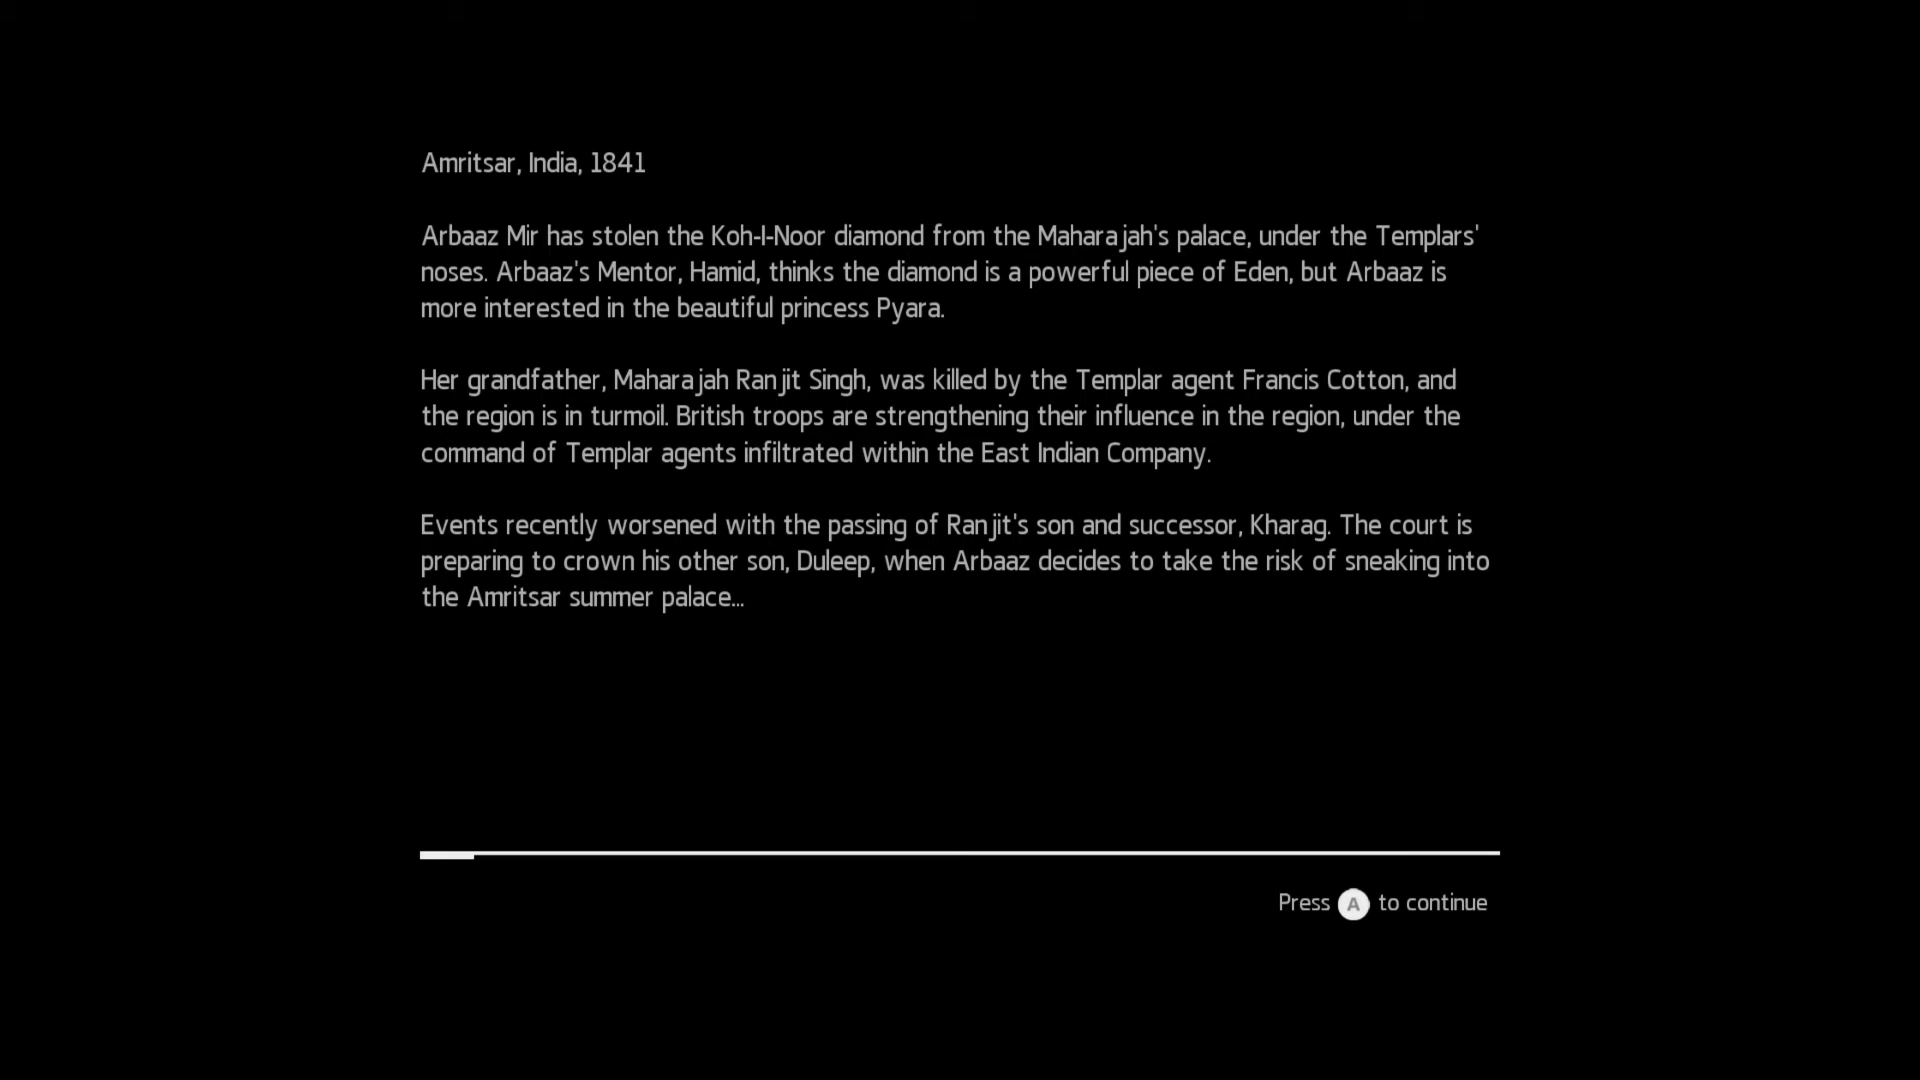 Amritsar, India, 1841
Arbaaz Mir has stolen the Koh-I-Noor diamond from the Maharajah's palace, under the Templars'
noses. Arbaaz's Mentor, Hamid, thinks the diamond is a powerful piece of Eden, but Arbaaz is
more interested in the beautiful princess Pyara.
Her grandfather, Maharajah Ranjit Singh, was killed by the Templar agent Francis Cotton, and
the region is in turmoil. British troops are strengthening their influence in the region, under the
command of Templar agents infiltrated within the East Indian Company.
Events recently worsened with the passing of Ranjit's son and successor, Kharag. The court is
preparing to crown his other son, Duleep, when Arbaaz decides to take the risk of sneaking into
the Amritsar summer palace...
Press A to continue